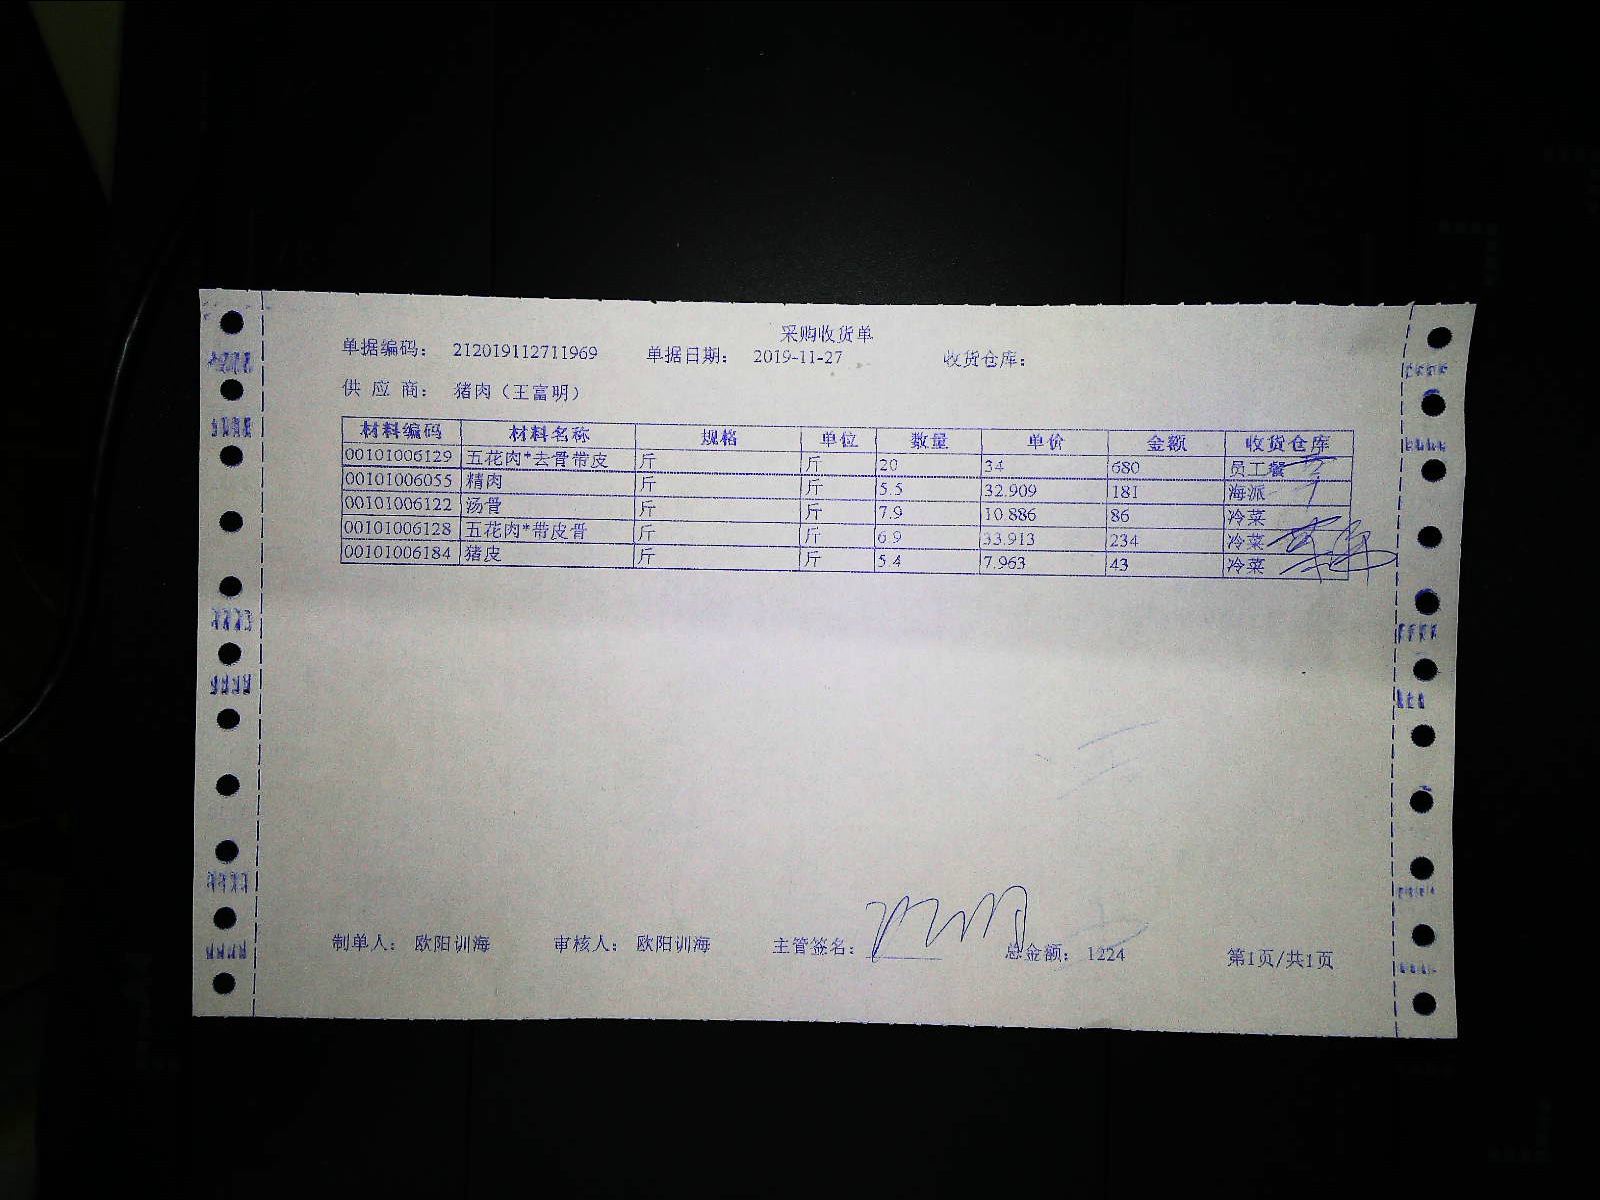 采购收货单
单据编码： 212019112711969 单据日期： 2019-11-27 收货仓库：
供 应 商： 猪肉（王富明）
材料编码 材料名称 规格 单位 数量 单价 金额 收货仓库
00101006129 五花肉*去骨带皮 斤 斤 20 34 680 员工餐
00101006055 精肉 斤 斤 5.5 32.909 181 海派
00101006122 汤骨 斤 斤 7.9 10.886 86 冷菜
00101006128 五花肉*带皮骨 斤 斤 6.9 33.913 234 冷菜
00101006184 猪皮 斤 斤 5.4 7.963 43 冷菜
制单人： 欧阳训海 审核人： 欧阳训海 主管签名： 总金额： 1224 第1页/共1页